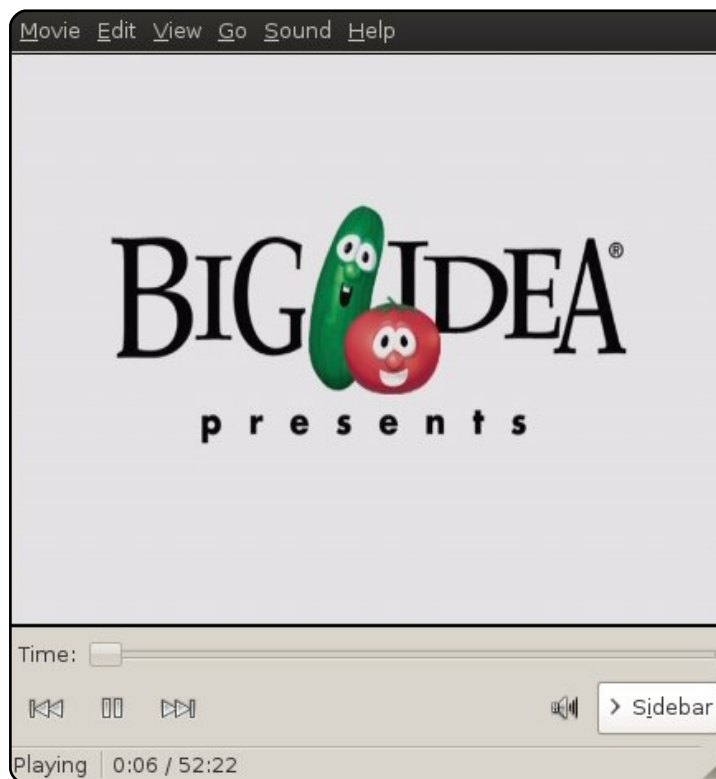 Movie Edit View Go Sound Help
BIG IDEA®
presents
Time:
Sidebar
Playing 0:06 / 52:22